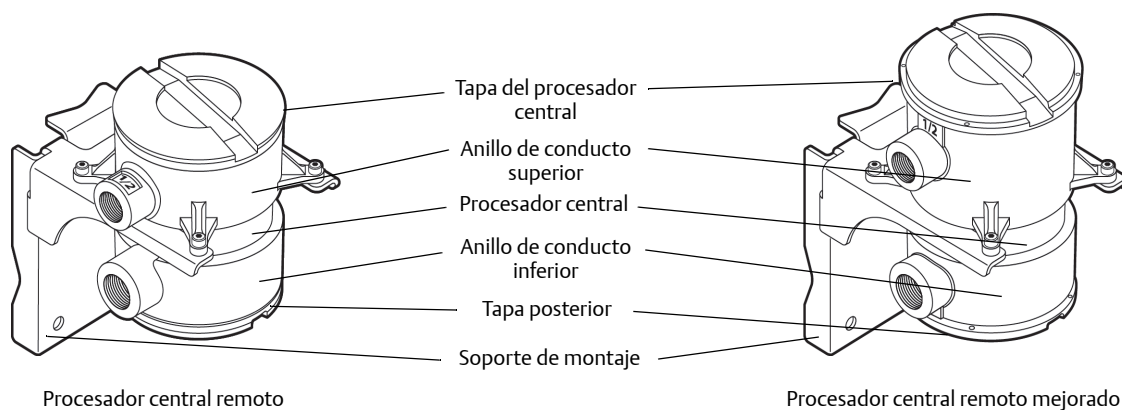 Tapa del procesador
central
1/2
1/2
Anillo de conducto
superior
Procesador central
Anillo de conducto
inferior
Tapa posterior
Soporte de montaje
Procesador central remoto
Procesador central remoto mejorado